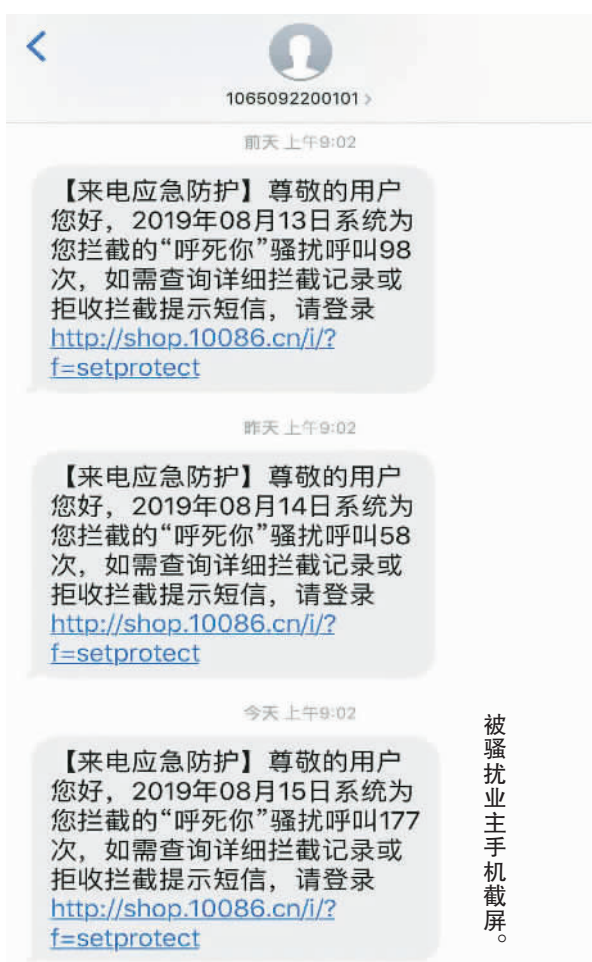 1065092200101 >
前天 上午9:02
【来电应急防护】尊敬的用户
您好，2019年08月13日系统为
您拦截的“呼死你”骚扰呼叫98
次，如需查询详细拦截记录或
拒收拦截提示短信，请登录
http://shop.10086.cn/i/?
f=setprotect
昨天 上午9:02
【来电应急防护】尊敬的用户
您好，2019年08月14日系统为
您拦截的“呼死你”骚扰呼叫58
次，如需查询详细拦截记录或
拒收拦截提示短信，请登录
http://shop.10086.cn/i/?
f=setprotect
今天 上午9:02
【来电应急防护】尊敬的用户
您好，2019年08月15日系统为
您拦截的“呼死你”骚扰呼叫177
次，如需查询详细拦截记录或
拒收拦截提示短信，请登录
http://shop.10086.cn/i/?
f=setprotect
被骚扰业主手机截屏。